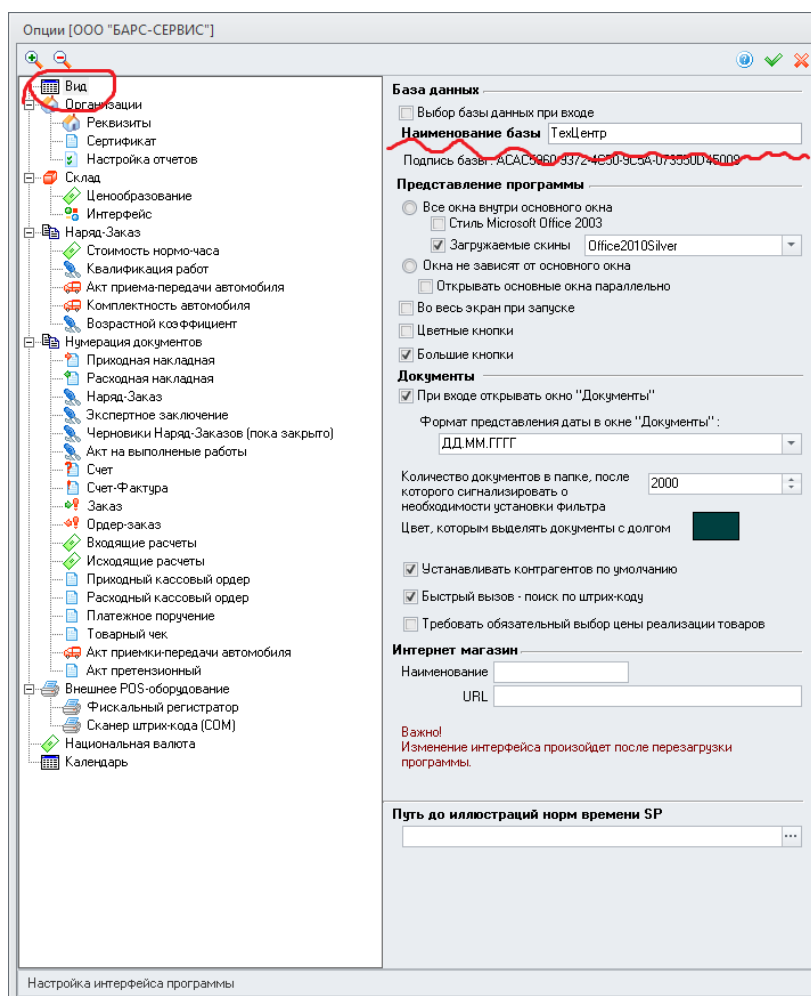 Опции [ООО "БАРС-СЕРВИС"]
Вид
Организации
Реквизиты
Сертификат
Настройка отчетов
Склад
Ценообразование
Интерфейс
Наряд-Заказ
Стоимость нормо-часа
Квалификация работ
Акт приема-передачи автомобиля
Комплектность автомобиля
Возрастной коэффициент
Нумерация документов
Приходная накладная
Расходная накладная
Наряд-Заказ
Экспертное заключение
Черновики Наряд-Заказов (пока закрыто)
Акт на выполненые работы
Счет
Счет-Фактура
Заказ
Ордер-заказ
Входящие расчеты
Исходящие расчеты
Приходный кассовый ордер
Расходный кассовый ордер
Платежное поручение
Товарный чек
Акт приемки-передачи автомобиля
Акт претензионный
Внешнее POS-оборудование
Фискальный регистратор
Сканер штрих-кода (COM)
Национальная валюта
Календарь
База данных
Выбор базы данных при входе
Наименование базы ТехЦентр
Подпись базы:
Представление программы
Все окна внутри основного окна
Стиль Microsoft Office 2003
Загружаемые скины Office2010Silver
Окна не зависят от основного окна
Открывать основные окна параллельно
Во весь экран при запуске
Цветные кнопки
Большие кнопки
Документы
При входе открывать окно "Документы"
Формат представления даты в окне "Документы" :
ДД.ММ.ГГГГ
Количество документов в папке, после
которого сигнализировать о
необходимости установки фильтра
2000
Цвет, которым выделять документы с долгом
Устанавливать контрагентов по умолчанию
Быстрый вызов - поиск по штрих-коду
Требовать обязательный выбор цены реализации товаров
Интернет магазин
Наименование
URL
Важно!
Изменение интерфейса произойдет после перезагрузки
программы.
Путь до иллюстраций норм времени SP
Настройка интерфейса программы